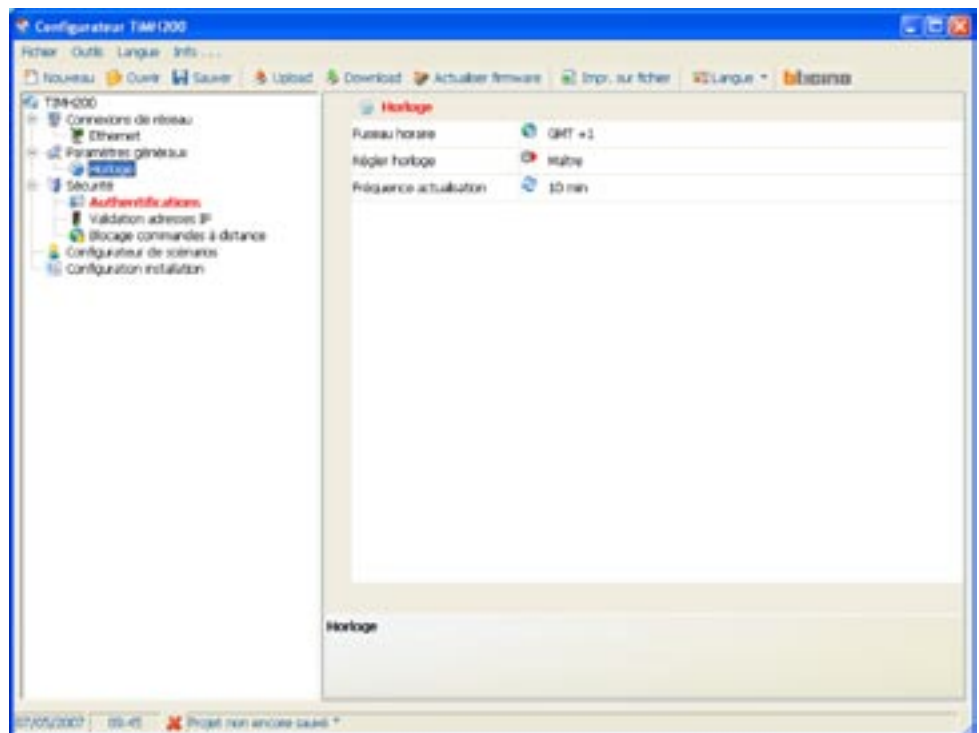 Configurateur TiMH200
Fichier Outils Langue Info ...
Nouveau Ouvrir Sauver Upload Download Actualiser firmware Impr. sur fichier Langue bticino
TIMH200
Connexions de réseau
Ethernet
Paramètres généraux
Horloge
Sécurité
Authentifications
Validation adresses IP
Blocage commandes à distance
Configurateur de scénarios
Configuration installation
Horloge
Fuseau horaire GMT +1
Régler horloge Maître
Fréquence actualisation 10 min
Horloge
07/05/2007 09.45 Projet non encore sauvé *